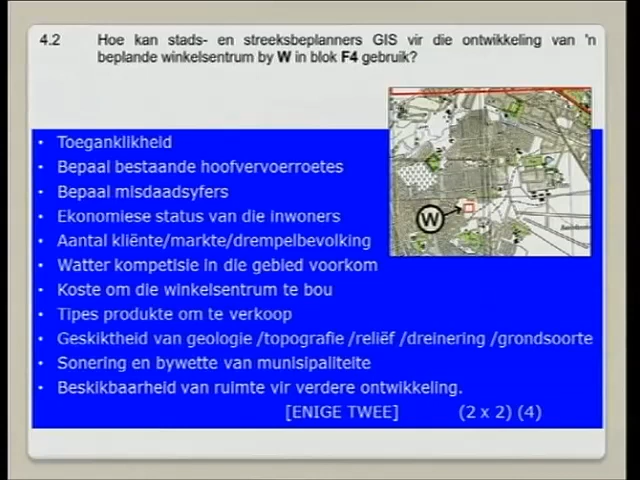 4.2 Hoe kan stads- en streeksbeplanners GIS vir die ontwikkeling van 'n
beplande winkelsentrum by W in blok F4 gebruik?
• Toeganklikheid
• Bepaal bestaande hoofvervoerroetes
• Bepaal misdaadsyfers
• Ekonomiese status van die inwoners
• Aantal kliënte/markte/drempelbevolking
• Watter kompetisie in die gebied voorkom
• Koste om die winkelsentrum te bou
• Tipes produkte om te verkoop
• Geskiktheid van geologie /topografie /reliëf /dreinering /grondsoorte
• Sonering en bywette van munisipaliteite
• Beskikbaarheid van ruimte vir verdere ontwikkeling.
[ENIGE TWEE] (2 x 2) (4)
W